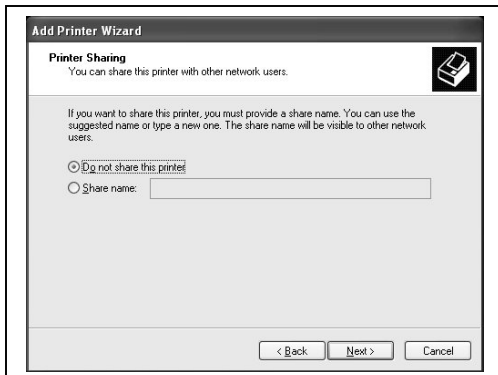 Add Printer Wizard
Printer Sharing
You can share this printer with other network users.
If you want to share this printer, you must provide a share name. You can use the
suggested name or type a new one. The share name will be visible to other network
users.
Do not share this printer
Share name:
< Back
Next >
Cancel